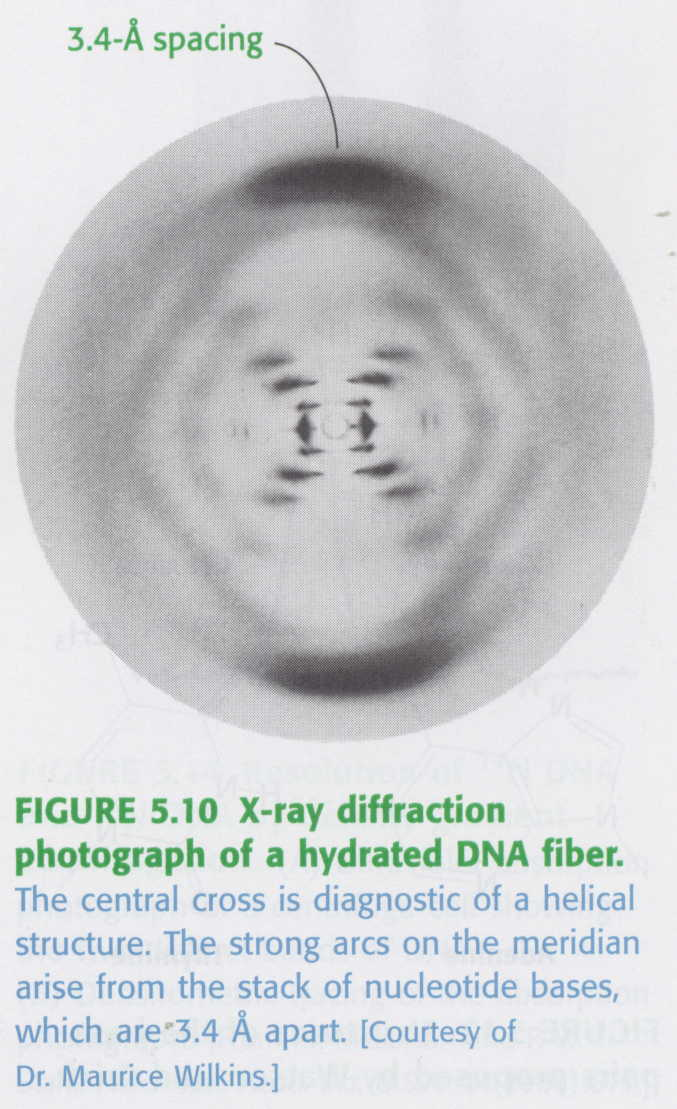 3.4-Å spacing
FIGURE 5.10 X-ray diffraction
photograph of a hydrated DNA fiber.
The central cross is diagnostic of a helical
structure. The strong arcs on the meridian
arise from the stack of nucleotide bases,
which are 3.4 Å apart. [Courtesy of
Dr. Maurice Wilkins.]